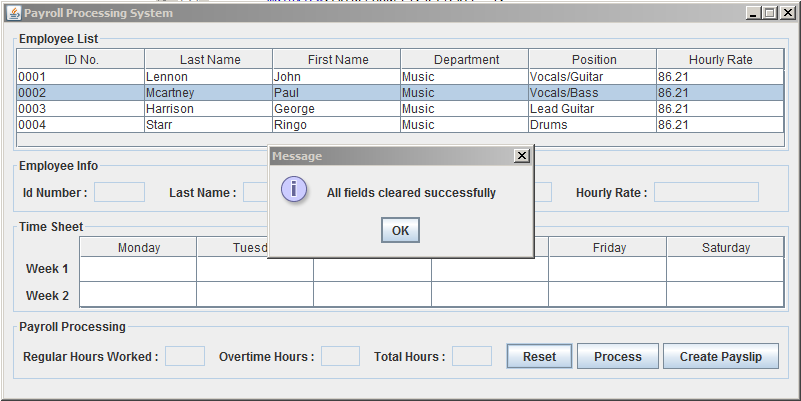 Payroll Processing System
Employee List
ID No. Last Name First Name Department Position Hourly Rate
0001 Lennon John Music Vocals/Guitar 86.21
0002 Mcartney Paul Music Vocals/Bass 86.21
0003 Harrison George Music Lead Guitar 86.21
0004 Starr Ringo Music Drums 86.21
Message
All fields cleared successfully
OK
Employee Info
Id Number : Last Name : Hourly Rate :
Time Sheet
Monday Friday Saturday
Week 1
Week 2
Payroll Processing
Regular Hours Worked : Overtime Hours : Total Hours : Reset Process Create Payslip